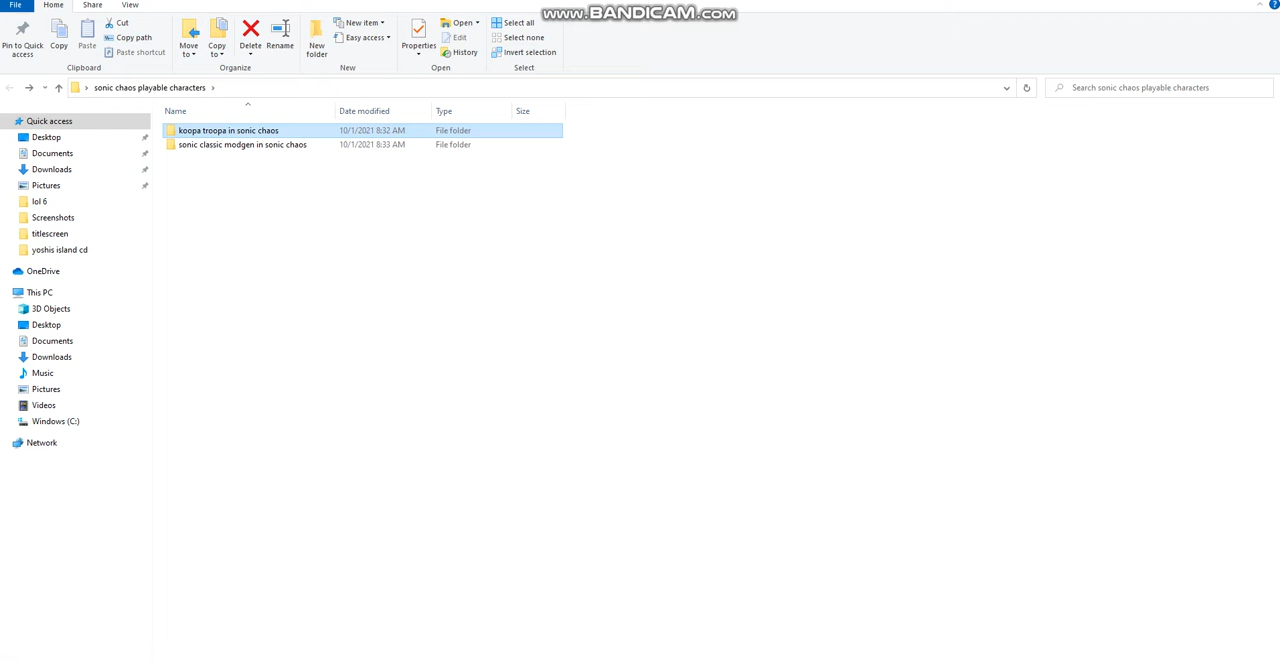 File Home Share View
www.BANDICAM.com
Pin to Quick access
Copy
Paste
Cut
Copy path
Paste shortcut
Clipboard
Move to
Copy to
Delete
Rename
Organize
New folder
New item
Easy access
New
Properties
Open
Edit
History
Open
Select all
Select none
Invert selection
Select
sonic chaos playable characters
Search sonic chaos playable characters
Name Date modified Type Size
koopa troopa in sonic chaos 10/1/2021 8:32 AM File folder
sonic classic modgen in sonic chaos 10/1/2021 8:33 AM File folder
Quick access
Desktop
Documents
Downloads
Pictures
lol 6
Screenshots
titlescreen
yoshis island cd
OneDrive
This PC
3D Objects
Desktop
Documents
Downloads
Music
Pictures
Videos
Windows (C:)
Network